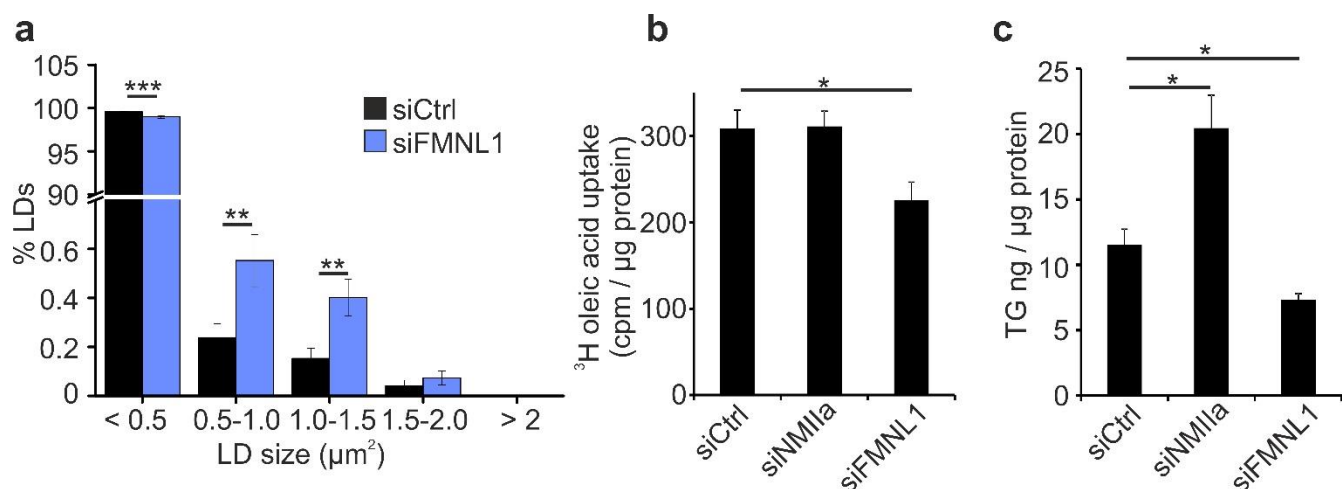 a
105
100
95
90
0.6
0.4
0.2
0
% LDs
***
**
**
siCtrl
siFMNL1
< 0.5 0.5-1.0 1.0-1.5 1.5-2.0 > 2
LD size (µm²)
b
*
300
200
100
0
³H oleic acid uptake
(cpm / µg protein)
siCtrl
siNMIIa
siFMNL1
c
*
*
25
20
15
10
5
0
TG ng / µg protein
siCtrl
siNMIIa
siFMNL1